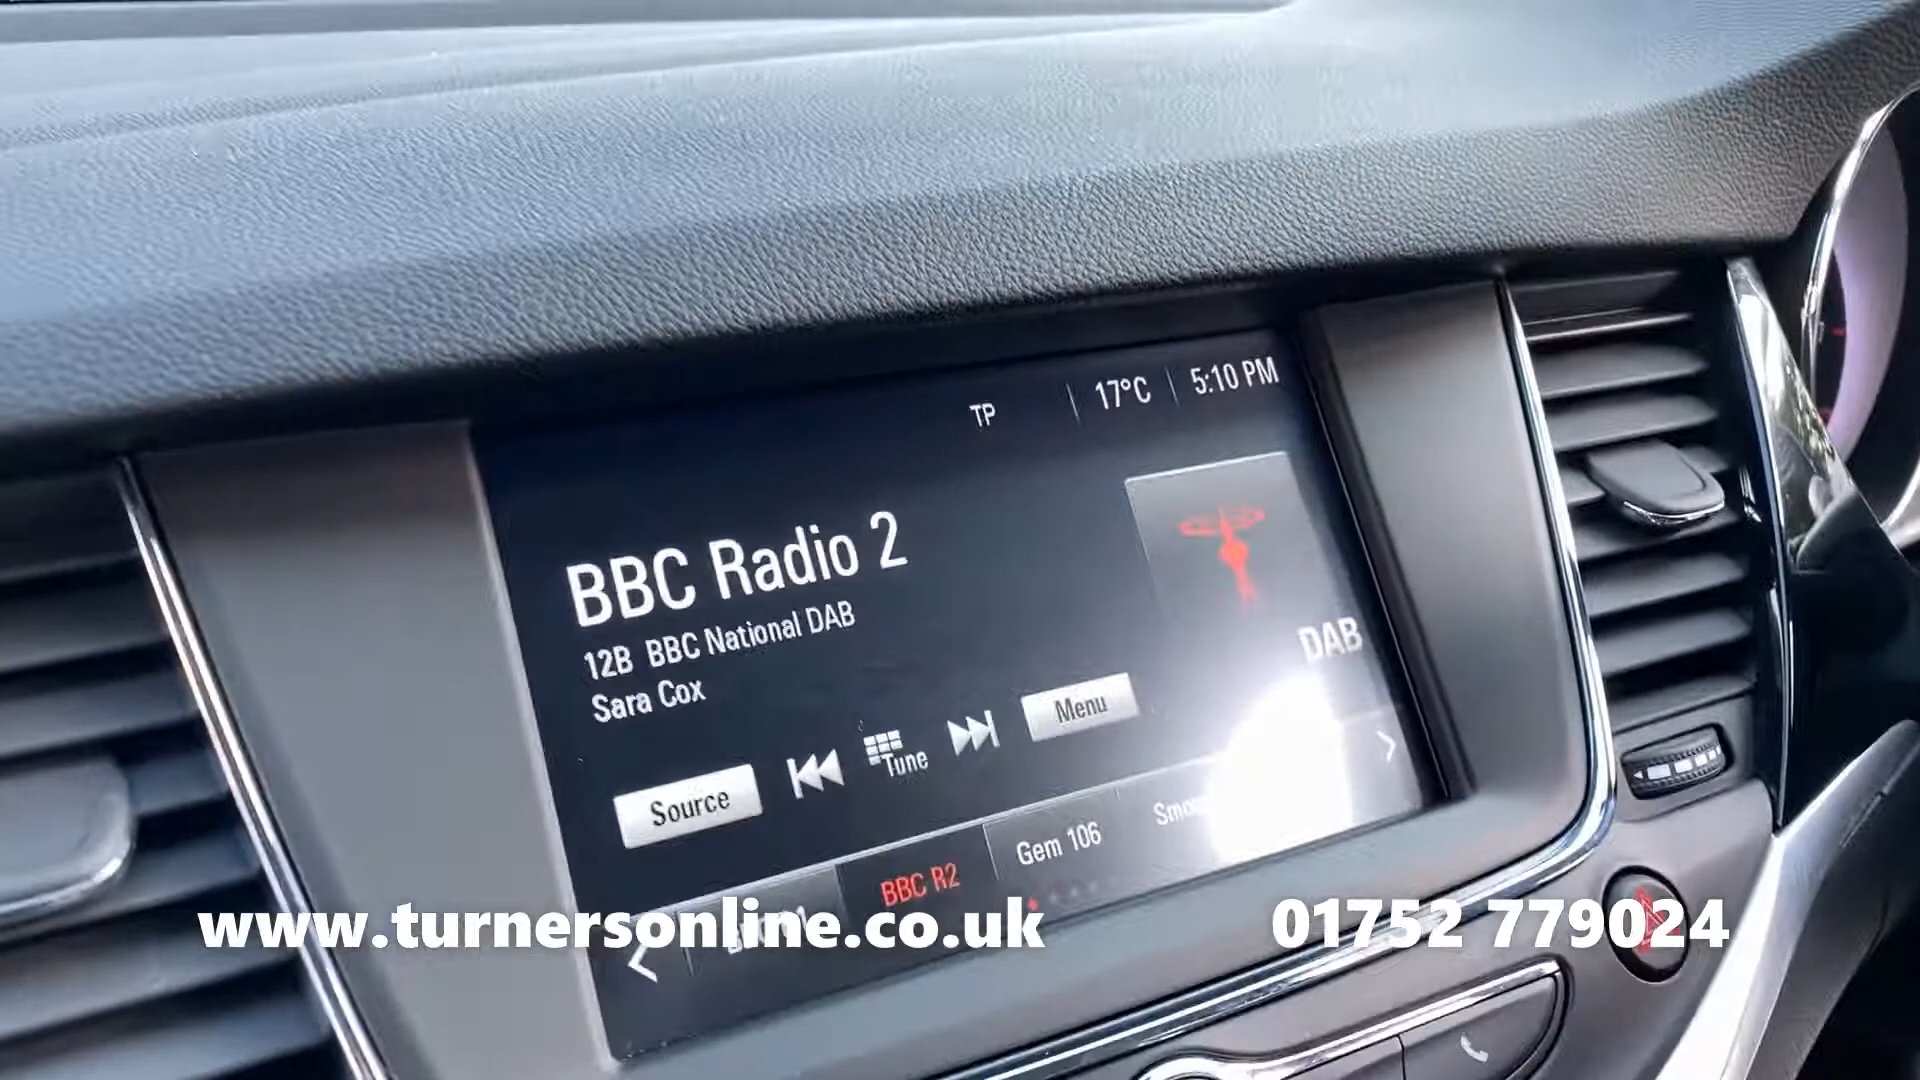 TP 17°C 5:10 PM
BBC Radio 2
12B BBC National DAB
Sara Cox
DAB
Source Tune Menu
BBC R2 Gem 106
www.turnersonline.co.uk 01752 779024